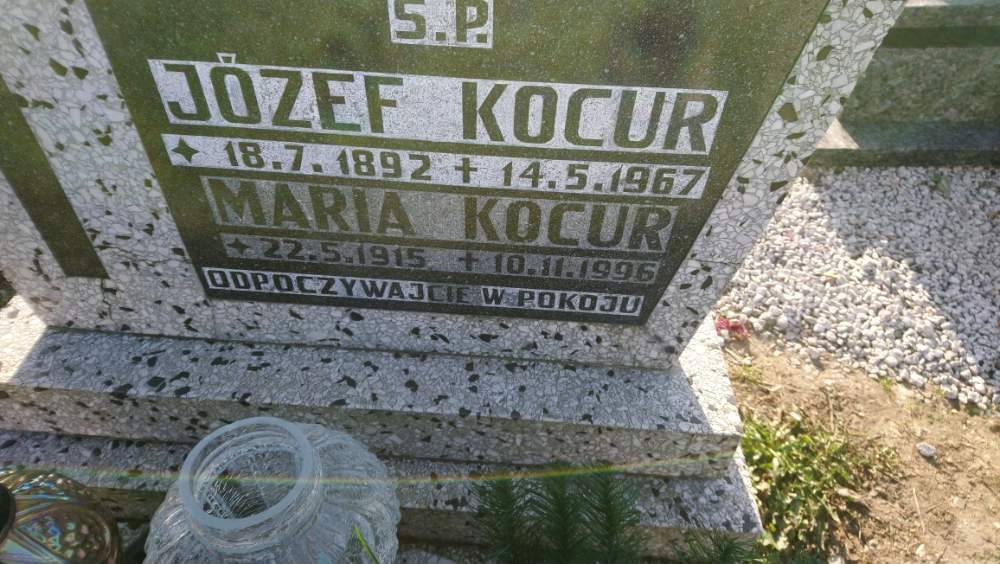 Ś.P.
JÓZEF KOCUR
18.7.1892 + 14.5.1967
MARIA KOCUR
22.5.1915 + 10.11.1996
ODPOCZYWAJCIE W POKOJU